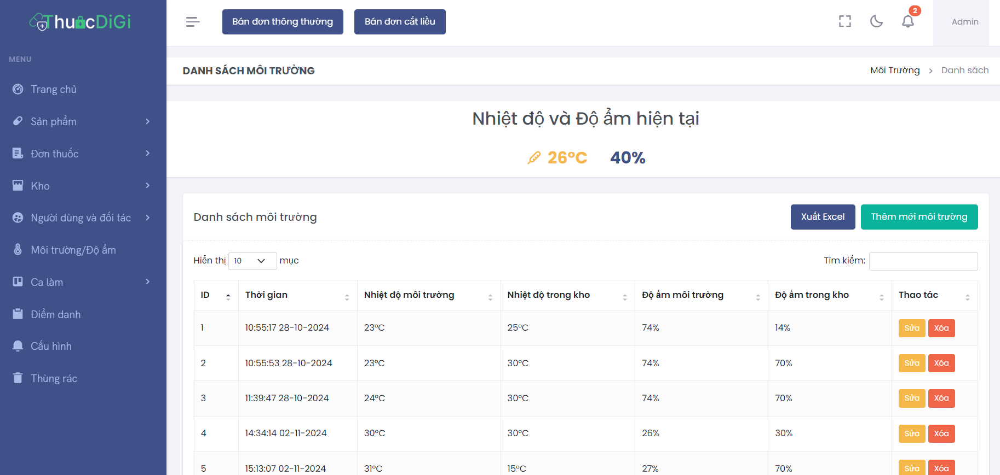 ThuốcDiGi
MENU
Trang chủ
Sản phẩm
Đơn thuốc
Kho
Người dùng và đối tác
Môi trường/Độ ẩm
Ca làm
Điểm danh
Cấu hình
Thùng rác
Bán đơn thông thường
Bán đơn cắt liều
2
Admin
DANH SÁCH MÔI TRƯỜNG
Môi Trường > Danh sách
Nhiệt độ và Độ ẩm hiện tại
26°C 40%
Danh sách môi trường
Xuất Excel
Thêm mới môi trường
Hiển thị 10 mục
Tìm kiếm:
ID Thời gian Nhiệt độ môi trường Nhiệt độ trong kho Độ ẩm môi trường Độ ẩm trong kho Thao tác
1 10:55:17 28-10-2024 23°C 25°C 74% 14% Sửa Xóa
2 10:55:53 28-10-2024 23°C 30°C 74% 70% Sửa Xóa
3 11:39:47 28-10-2024 24°C 30°C 74% 70% Sửa Xóa
4 14:34:14 02-11-2024 30°C 30°C 26% 30% Sửa Xóa
5 15:13:07 02-11-2024 31°C 15°C 27% 70% Sửa Xóa